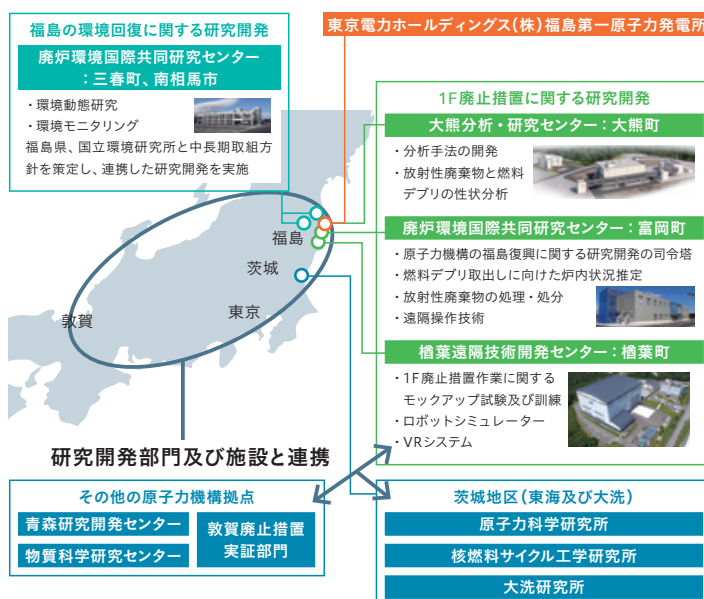 福島の環境回復に関する研究開発
廃炉環境国際共同研究センター
：三春町、南相馬市
・環境動態研究
・環境モニタリング
福島県、国立環境研究所と中長期取組方
針を策定し、連携した研究開発を実施
東京電力ホールディングス(株)福島第一原子力発電所
1F廃止措置に関する研究開発
大熊分析・研究センター：大熊町
・分析手法の開発
・放射性廃棄物と燃料
デブリの性状分析
廃炉環境国際共同研究センター：富岡町
・原子力機構の福島復興に関する研究開発の司令塔
・燃料デブリ取出しに向けた炉内状況推定
・放射性廃棄物の処理・処分
・遠隔操作技術
楢葉遠隔技術開発センター：楢葉町
・1F廃止措置作業に関する
モックアップ試験及び訓練
・ロボットシミュレーター
・VRシステム
福島
茨城
東京
敦賀
研究開発部門及び施設と連携
その他の原子力機構拠点
青森研究開発センター
物質科学研究センター
敦賀廃止措置
実証部門
茨城地区(東海及び大洗)
原子力科学研究所
核燃料サイクル工学研究所
大洗研究所